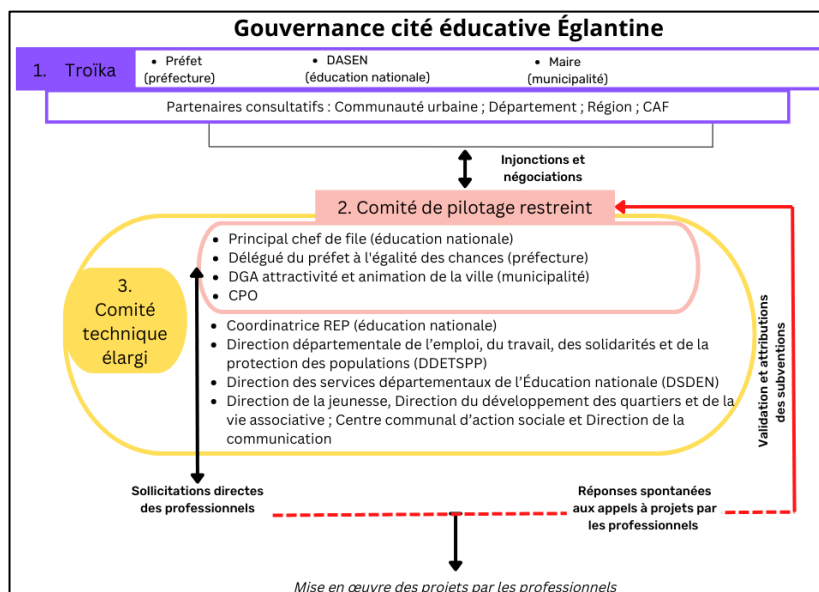 Gouvernance cité éducative Églantine
1. Troïka
• Préfet
(préfecture)
• DASEN
(éducation nationale)
• Maire
(municipalité)
Partenaires consultatifs : Communauté urbaine ; Département ; Région ; CAF
Injonctions et
négociations
2. Comité de pilotage restreint
• Principal chef de file (éducation nationale)
• Délégué du préfet à l'égalité des chances (préfecture)
• DGA attractivité et animation de la ville (municipalité)
• CPO
3.
Comité
technique
élargi
• Coordinatrice REP (éducation nationale)
• Direction départementale de l’emploi, du travail, des solidarités et de la
protection des populations (DDETSPP)
• Direction des services départementaux de l’Éducation nationale (DSDEN)
• Direction de la jeunesse, Direction du développement des quartiers et de la
vie associative ; Centre communal d’action sociale et Direction de la
communication
Validation et attributions
des subventions
Sollicitations directes
des professionnels
Réponses spontanées
aux appels à projets par
les professionnels
Mise en œuvre des projets par les professionnels